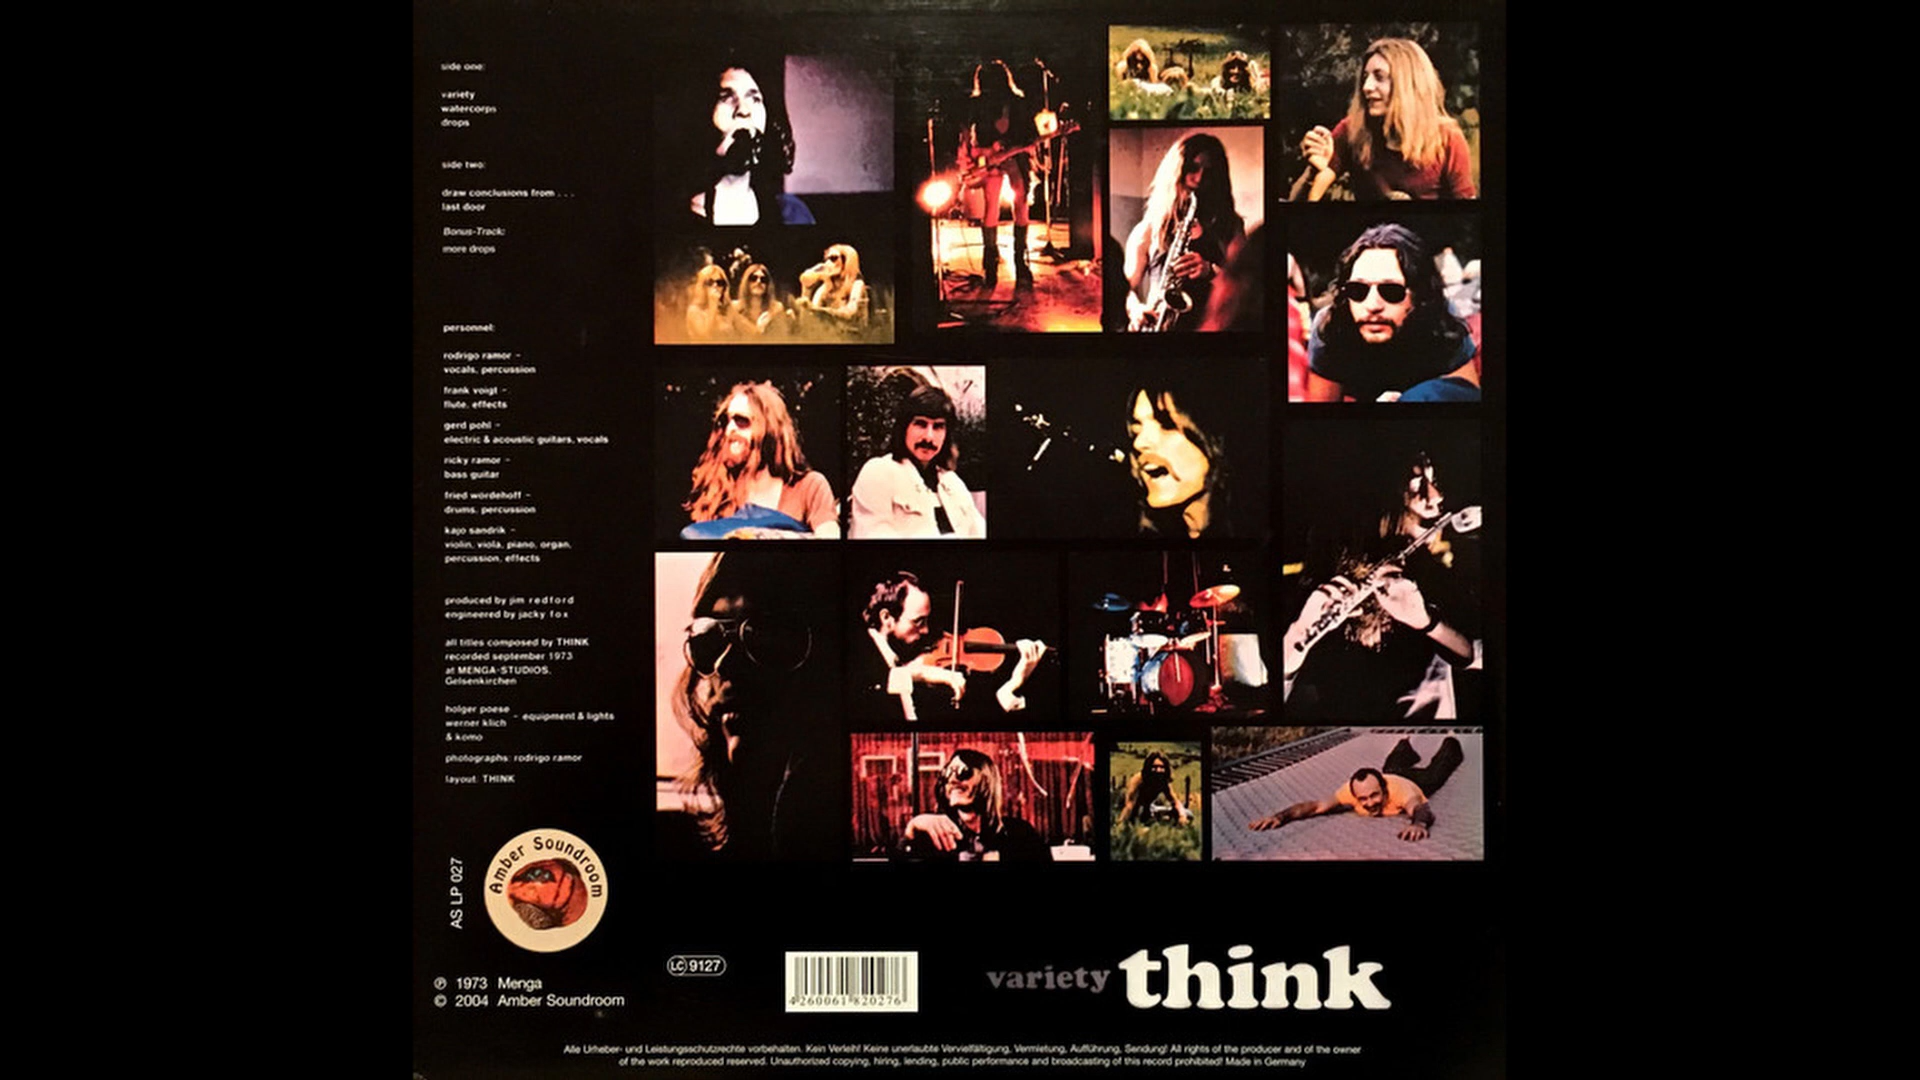 side one:
variety
watercorps
drops
side two:
draw conclusions from . . .
last door
Bonus-Track:
more drops
personnel:
rodrigo ramor –
vocals, percussion
frank voigt –
flute, effects
gerd pohl –
electric & acoustic guitars, vocals
ricky ramor –
bass guitar
fried wördehoff –
drums, percussion
kajo sandrik –
violin, viola, piano, organ,
percussion, effects
produced by jim redford
engineered by jacky fox
all titles composed by THINK
recorded september 1973
at MENGA-STUDIOS,
Gelsenkirchen
holger poese
werner klich – equipment & lights
& komo
photographs: rodrigo ramor
layout: THINK
AS LP 027
Amber Soundroom
℗ 1973 Menga
© 2004 Amber Soundroom
LC 9127
4 260061 820276
variety think
Alle Urheber- und Leistungsschutzrechte vorbehalten. Kein Verleih! Keine unerlaubte Vervielfältigung, Vermietung, Aufführung, Sendung! All rights of the producer and of the owner
of the work reproduced reserved. Unauthorized copying, hiring, lending, public performance and broadcasting of this record prohibited! Made in Germany